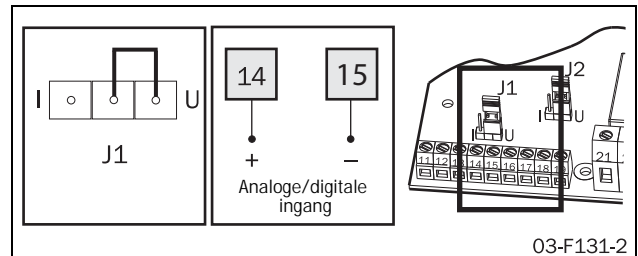 I U
J1
14 15
+ −
Analoge/digitale
ingang
J2
J1
I U
I U
11 12 13 14 15 16 17 18 19
21
03-F131-2